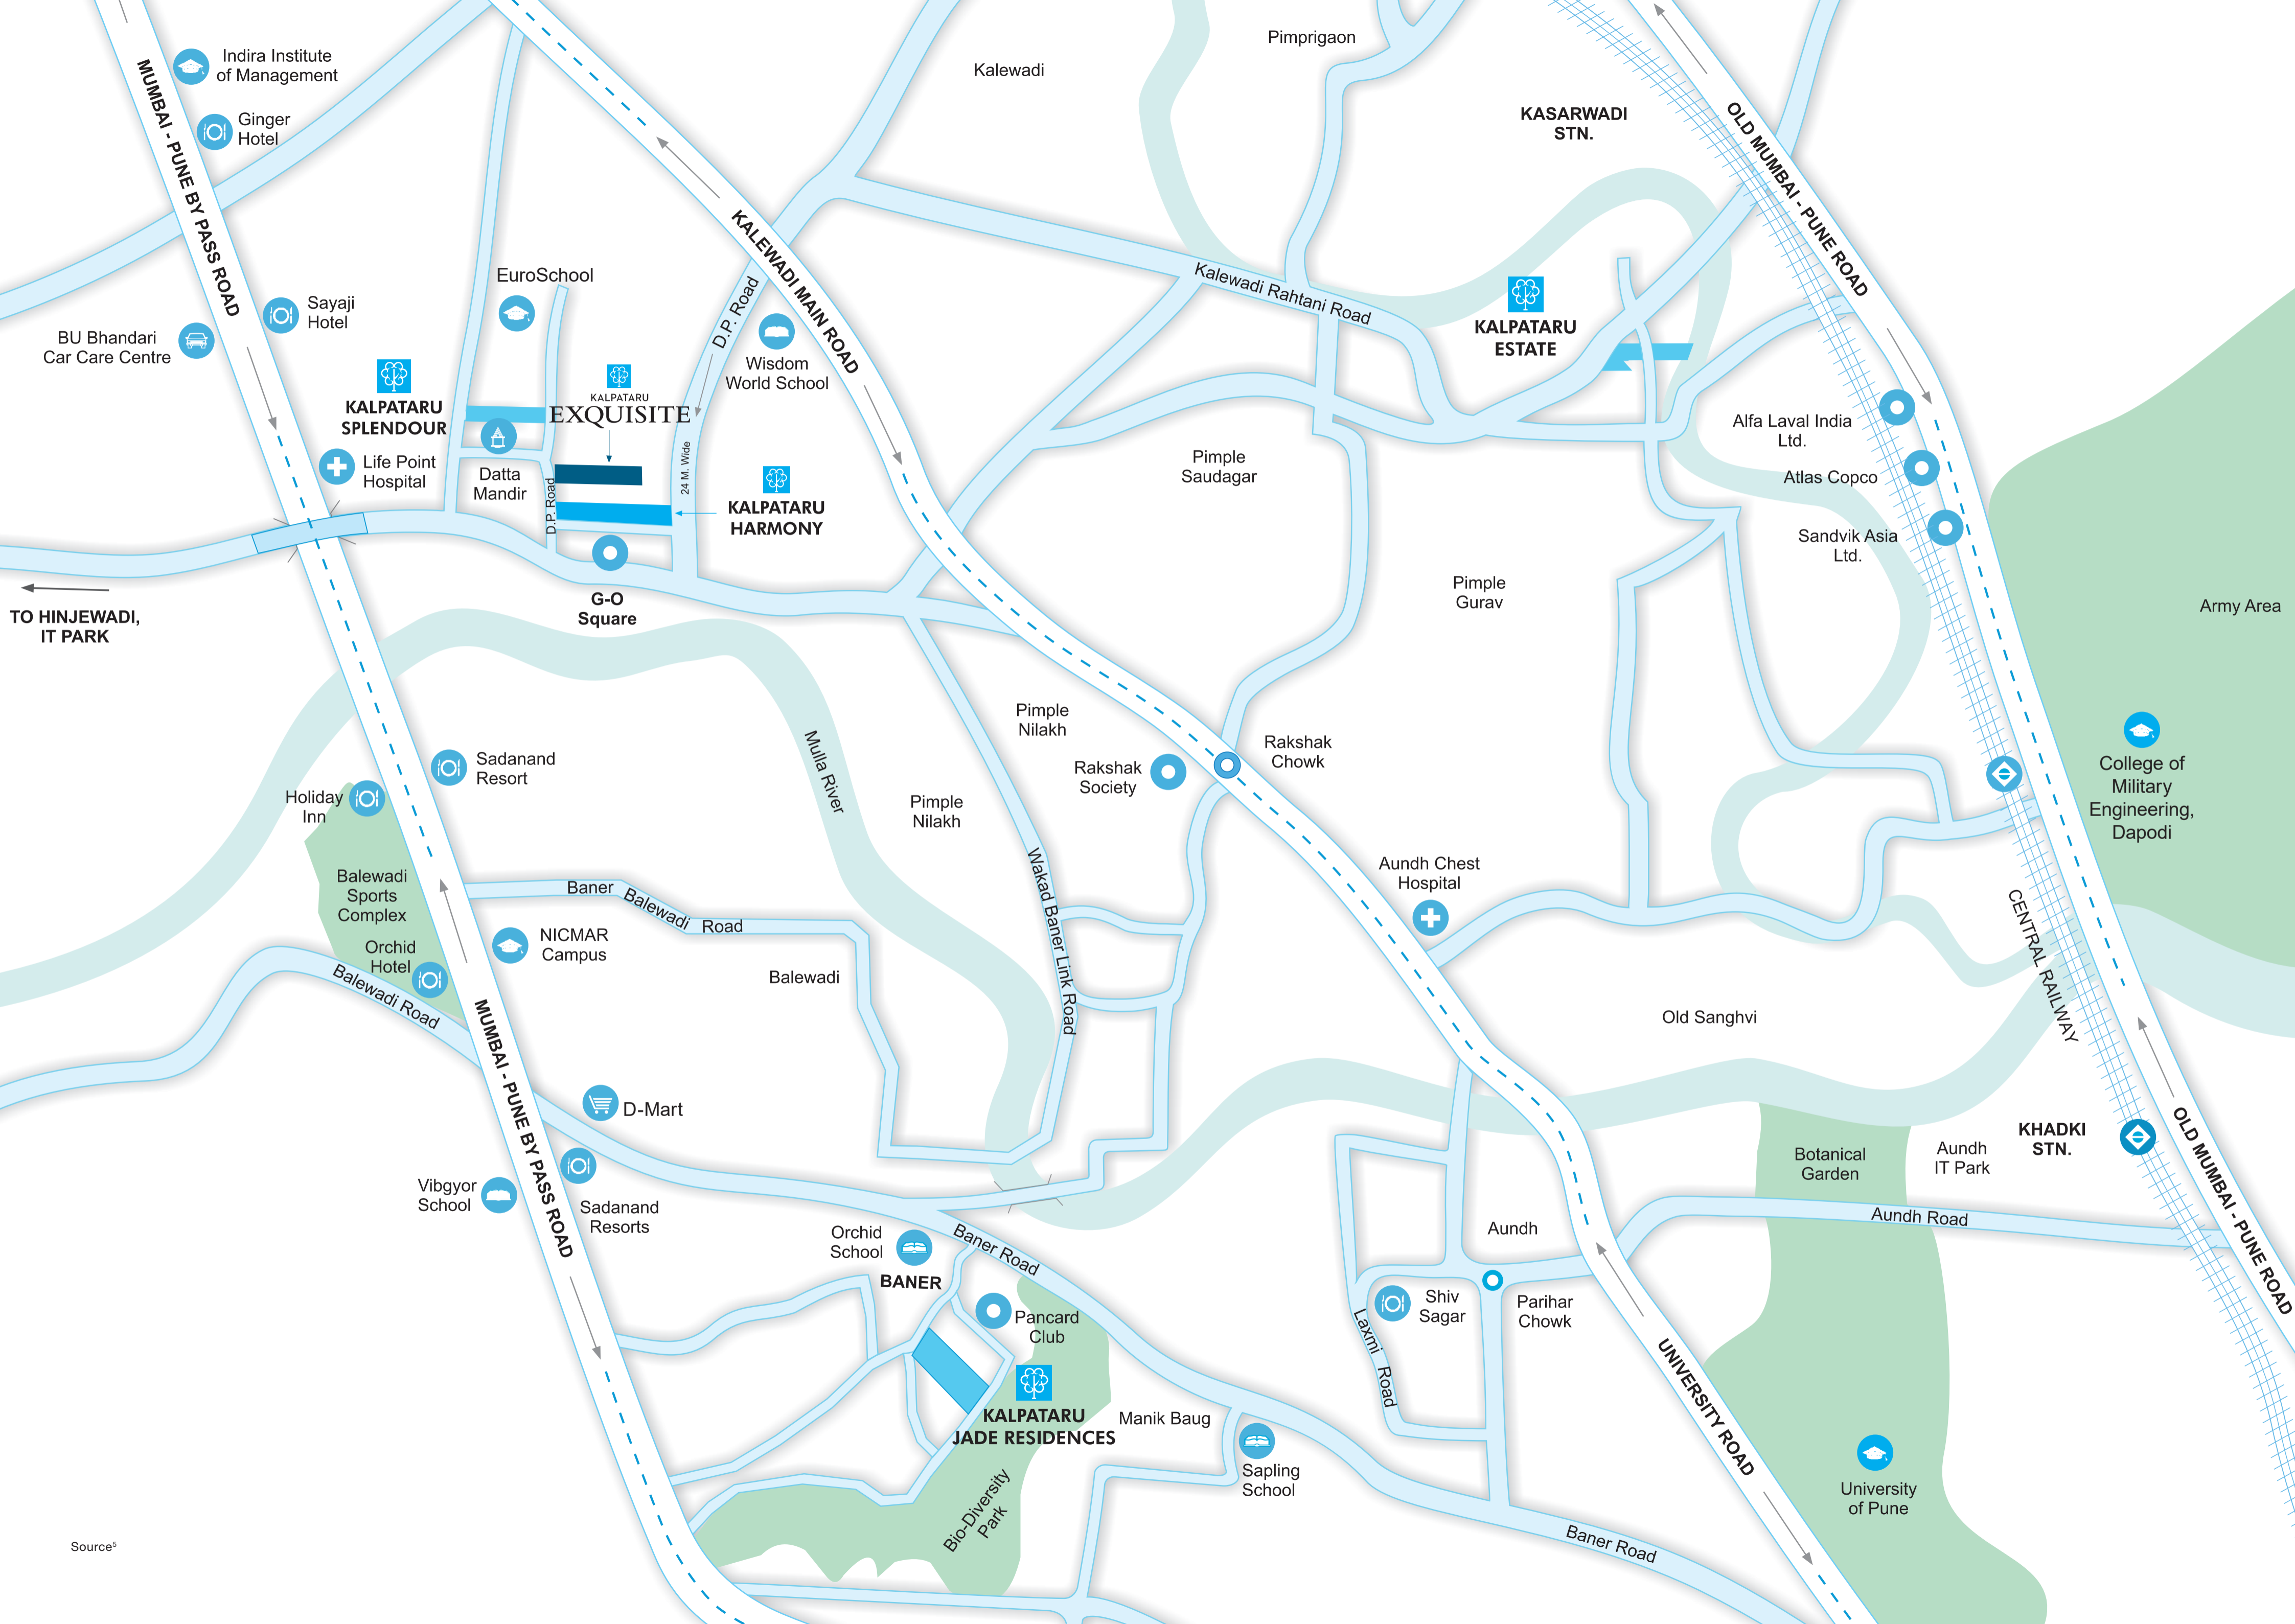 Indira Institute
of Management
Ginger
Hotel
MUMBAI - PUNE BY PASS ROAD
Kalewadi
Pimprigaon
KASARWADI
STN.
OLD MUMBAI - PUNE ROAD
KALEWADI MAIN ROAD
EuroSchool
D.P. Road
Kalewadi Rahtani Road
Sayaji
Hotel
BU Bhandari
Car Care Centre
KALPATARU
ESTATE
Wisdom
World School
KALPATARU
SPLENDOUR
KALPATARU
EXQUISITE
Alfa Laval India
Ltd.
Life Point
Hospital
Datta
Mandir
D.P. Road
24 M. Wide
KALPATARU
HARMONY
Pimple
Saudagar
Atlas Copco
Sandvik Asia
Ltd.
G-O
Square
Pimple
Gurav
Army Area
TO HINJEWADI,
IT PARK
Mulla River
Pimple
Nilakh
Rakshak
Society
Rakshak
Chowk
Sadanand
Resort
Holiday
Inn
Pimple
Nilakh
College of
Military
Engineering,
Dapodi
Balewadi
Sports
Complex
Baner Balewadi Road
Wakad Baner Link Road
Aundh Chest
Hospital
CENTRAL RAILWAY
NICMAR
Campus
Orchid
Hotel
Balewadi Road
Balewadi
Old Sanghvi
MUMBAI - PUNE BY PASS ROAD
D-Mart
KHADKI
STN.
OLD MUMBAI - PUNE ROAD
Botanical
Garden
Aundh
IT Park
Vibgyor
School
Sadanand
Resorts
Aundh Road
Orchid
School
BANER
Baner Road
Aundh
Pancard
Club
Shiv
Sagar
Parihar
Chowk
Laxmi Road
UNIVERSITY ROAD
KALPATARU
JADE RESIDENCES
Manik Baug
Sapling
School
Bio-Diversity
Park
University
of Pune
Baner Road
Source5